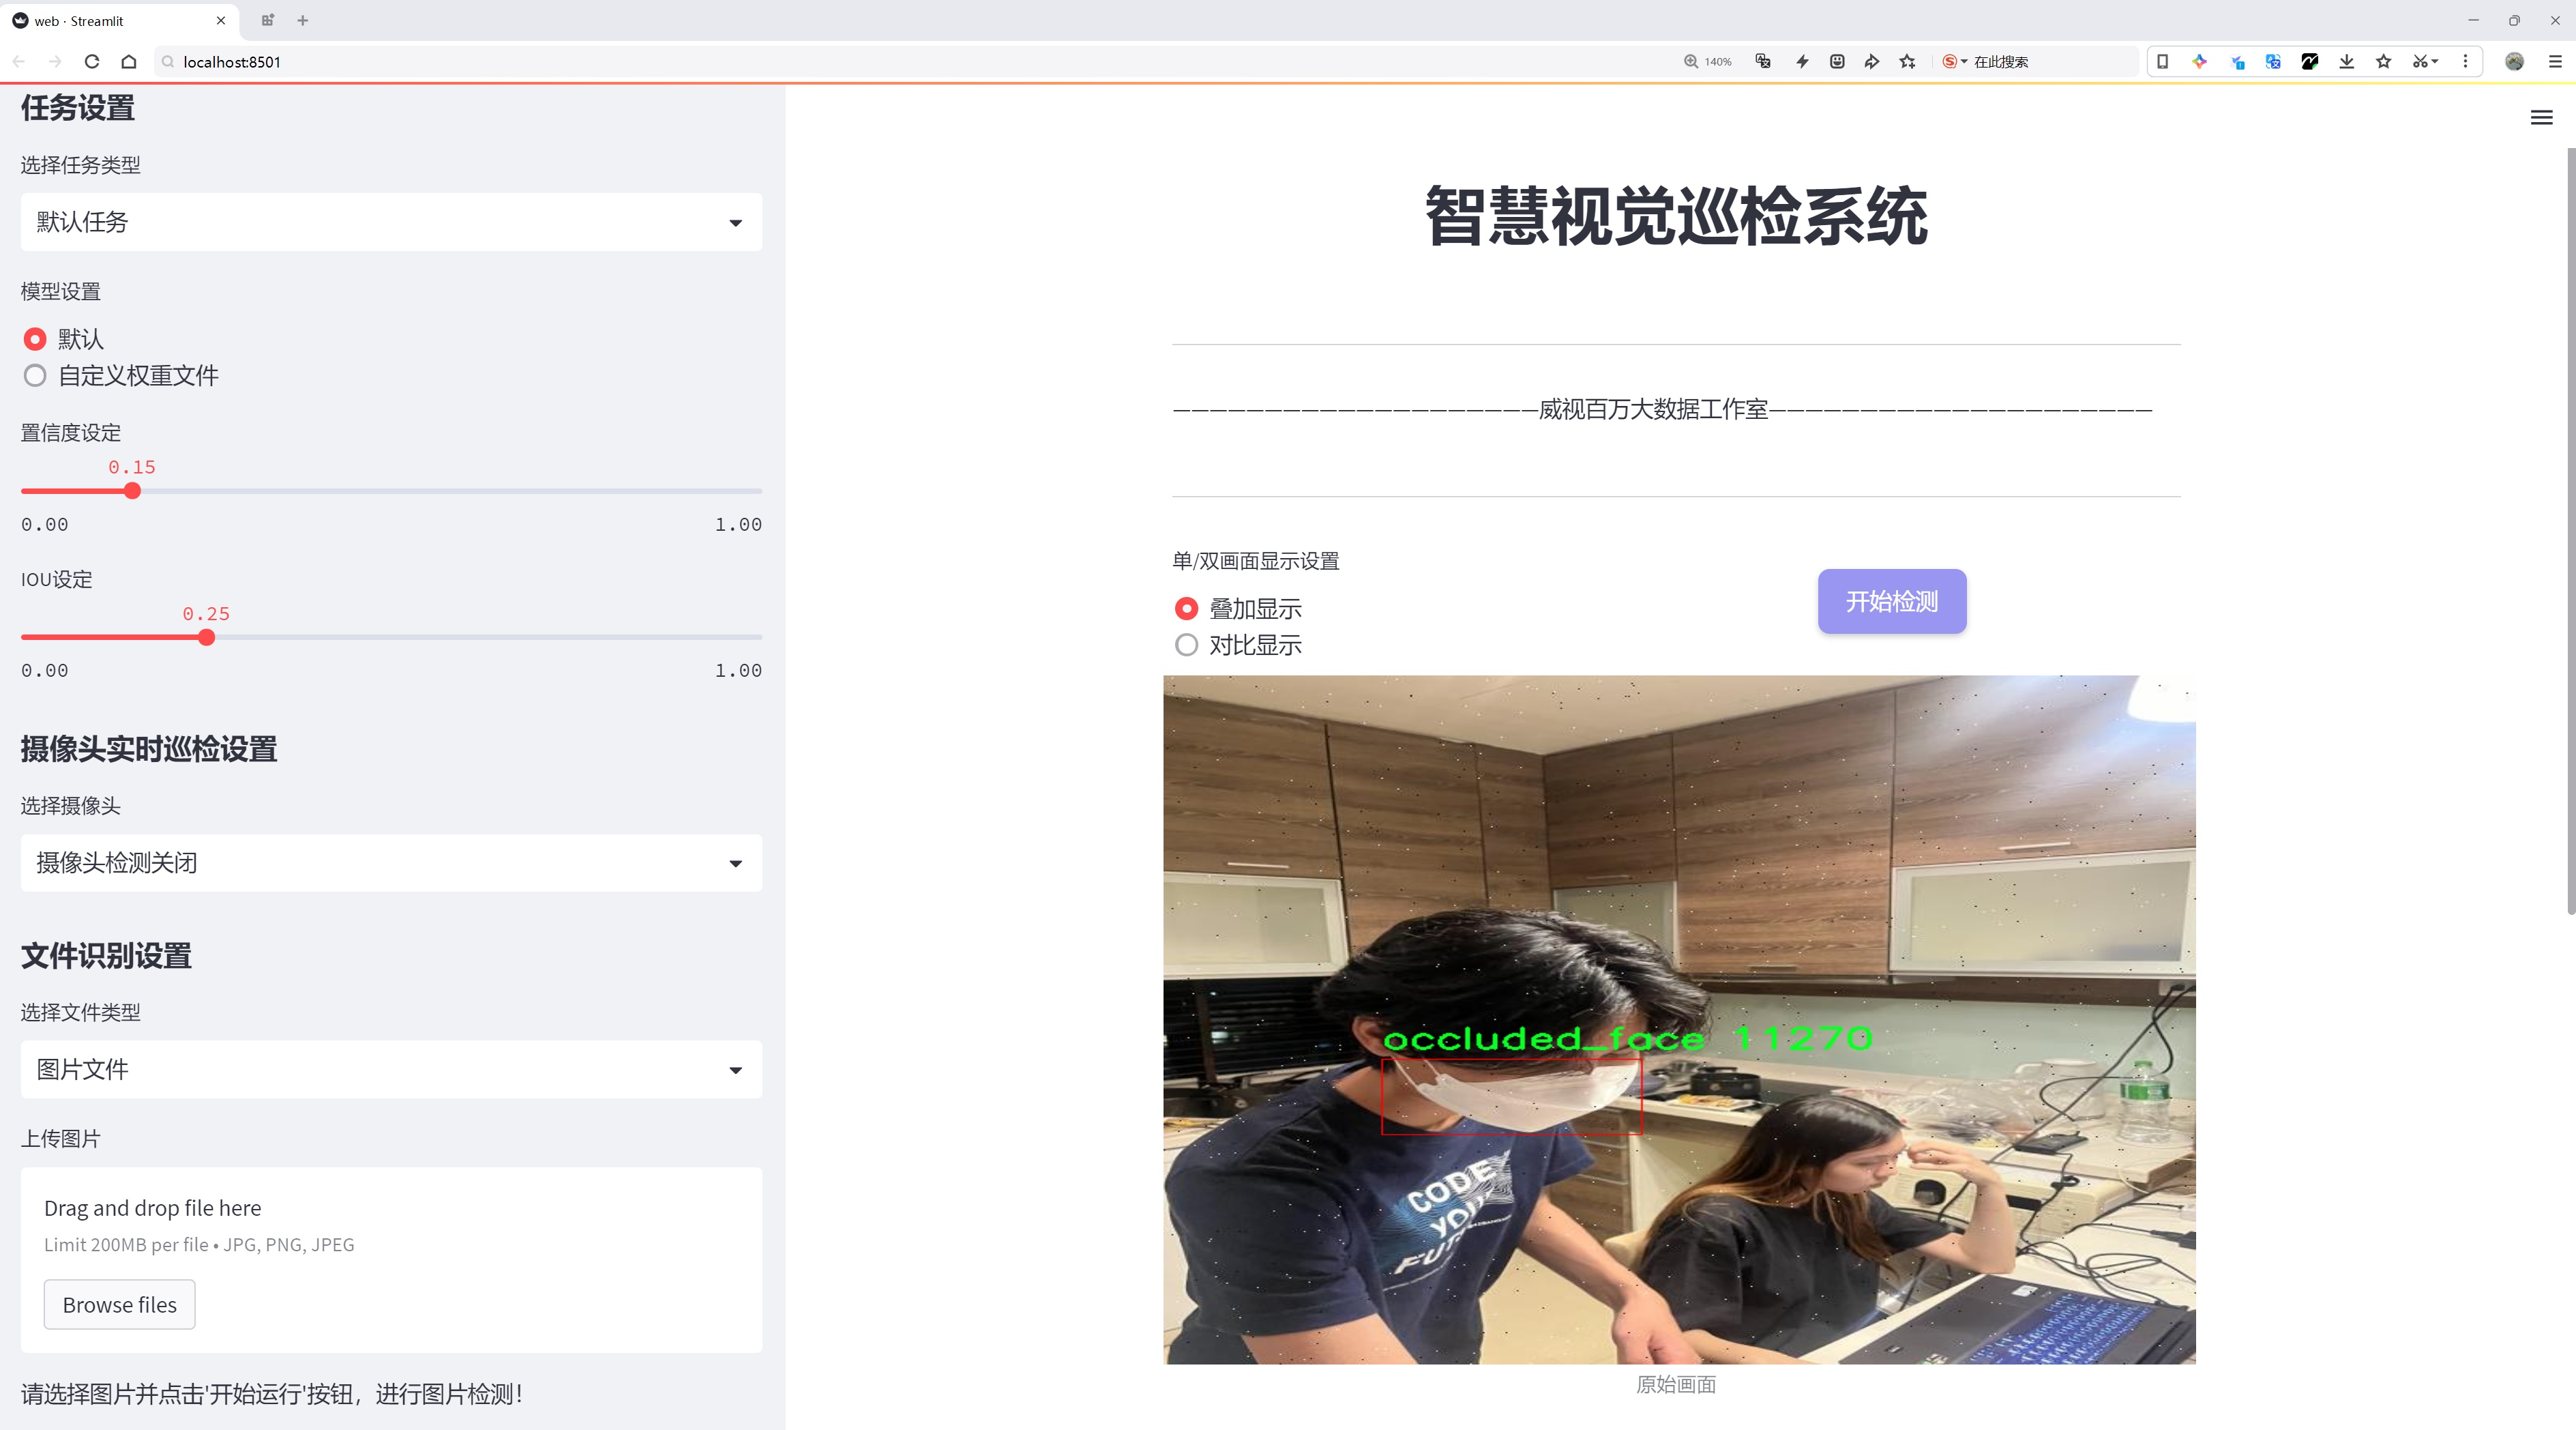 web · Streamlit
localhost:8501
140%
在此搜索
任务设置
选择任务类型
默认任务
模型设置
默认
自定义权重文件
置信度设定
0.15
0.00 1.00
IOU设定
0.25
0.00 1.00
摄像头实时巡检设置
选择摄像头
摄像头检测关闭
文件识别设置
选择文件类型
图片文件
上传图片
Drag and drop file here
Limit 200MB per file • JPG, PNG, JPEG
Browse files
请选择图片并点击'开始运行'按钮，进行图片检测！
智慧视觉巡检系统
————————————————————威视百万大数据工作室—————————————————————
单/双画面显示设置
叠加显示
对比显示
开始检测
occluded_face 11270
CODE
YOUR
FUT
原始画面